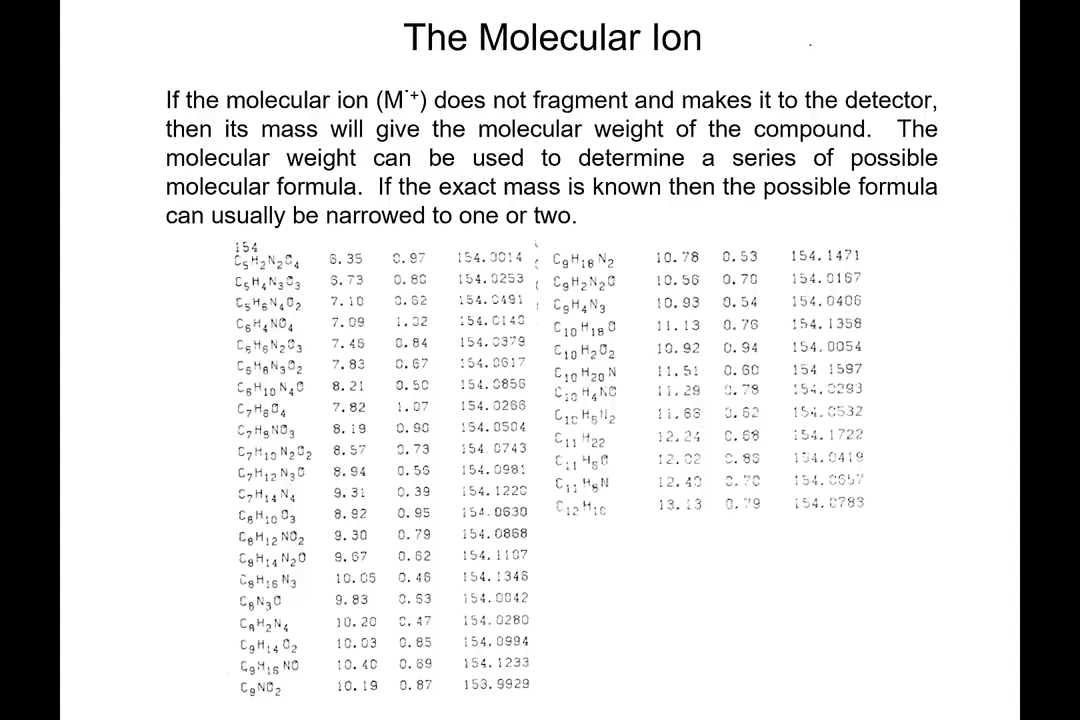 The Molecular Ion
If the molecular ion (M˙⁺) does not fragment and makes it to the detector,
then its mass will give the molecular weight of the compound. The
molecular weight can be used to determine a series of possible
molecular formula. If the exact mass is known then the possible formula
can usually be narrowed to one or two.
154
C₅H₂N₂O₄ 6.35 0.97 154.0014
C₅H₄N₃O₃ 6.73 0.80 154.0253
C₅H₆N₄O₂ 7.10 0.62 154.0491
C₆H₄NO₄ 7.09 1.02 154.0140
C₆H₆N₂O₃ 7.46 0.84 154.0379
C₆H₈N₃O₂ 7.83 0.67 154.0617
C₆H₁₀N₄O 8.21 0.50 154.0856
C₇H₆O₄ 7.82 1.07 154.0266
C₇H₈NO₃ 8.19 0.90 154.0504
C₇H₁₀N₂O₂ 8.57 0.73 154.0743
C₇H₁₂N₃O 8.94 0.56 154.0981
C₇H₁₄N₄ 9.31 0.39 154.1220
C₈H₁₀O₃ 8.92 0.95 154.0630
C₈H₁₂NO₂ 9.30 0.79 154.0868
C₈H₁₄N₂O 9.67 0.62 154.1107
C₈H₁₆N₃ 10.05 0.46 154.1346
C₈N₃O 9.83 0.63 154.0042
C₈H₂N₄ 10.20 0.47 154.0280
C₉H₁₄O₂ 10.03 0.85 154.0994
C₉H₁₆NO 10.40 0.69 154.1233
C₉NO₂ 10.19 0.87 153.9929
C₉H₁₈N₂ 10.78 0.53 154.1471
C₉H₂N₂O 10.56 0.70 154.0167
C₉H₄N₃ 10.93 0.54 154.0406
C₁₀H₁₈O 11.13 0.76 154.1358
C₁₀H₂O₂ 10.92 0.94 154.0054
C₁₀H₂₀N 11.51 0.60 154 1597
C₁₀H₄NO 11.29 0.78 154.0293
C₁₀H₆N₂ 11.66 0.62 154.0532
C₁₁H₂₂ 12.24 0.68 154.1722
C₁₁H₆O 12.02 0.85 154.0419
C₁₁H₈N 12.40 0.70 154.0657
C₁₂H₁₀ 13.13 0.79 154.0783